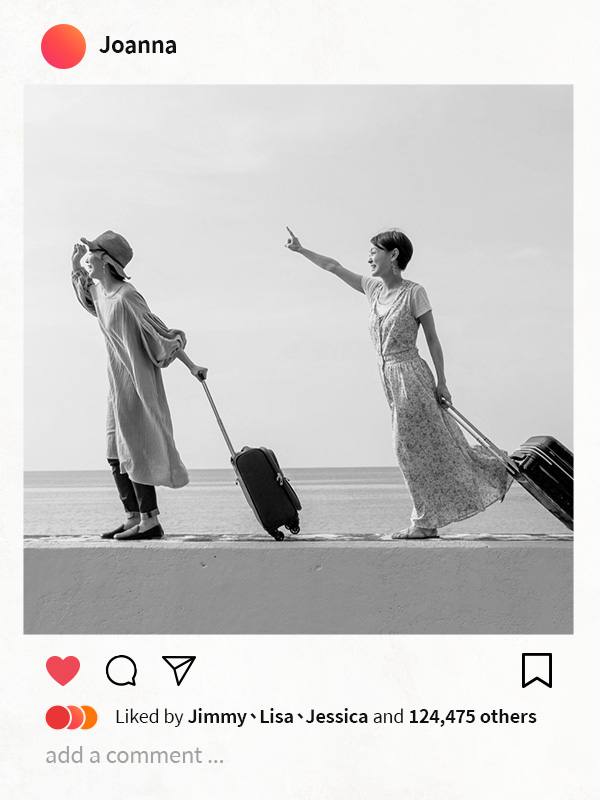 Joanna
Liked by Jimmy、Lisa、Jessica and 124,475 others
add a comment ...